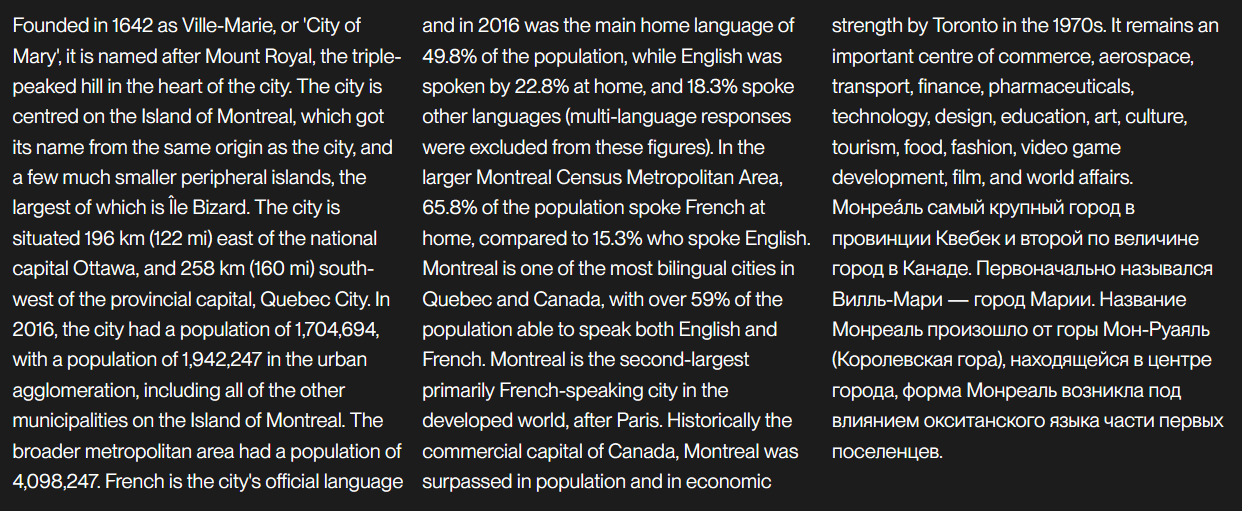 Founded in 1642 as Ville-Marie, or 'City of
Mary', it is named after Mount Royal, the triple-
peaked hill in the heart of the city. The city is
centred on the Island of Montreal, which got
its name from the same origin as the city, and
a few much smaller peripheral islands, the
largest of which is Île Bizard. The city is
situated 196 km (122 mi) east of the national
capital Ottawa, and 258 km (160 mi) south-
west of the provincial capital, Quebec City. In
2016, the city had a population of 1,704,694,
with a population of 1,942,247 in the urban
agglomeration, including all of the other
municipalities on the Island of Montreal. The
broader metropolitan area had a population of
4,098,247. French is the city's official language
and in 2016 was the main home language of
49.8% of the population, while English was
spoken by 22.8% at home, and 18.3% spoke
other languages (multi-language responses
were excluded from these figures). In the
larger Montreal Census Metropolitan Area,
65.8% of the population spoke French at
home, compared to 15.3% who spoke English.
Montreal is one of the most bilingual cities in
Quebec and Canada, with over 59% of the
population able to speak both English and
French. Montreal is the second-largest
primarily French-speaking city in the
developed world, after Paris. Historically the
commercial capital of Canada, Montreal was
surpassed in population and in economic
strength by Toronto in the 1970s. It remains an
important centre of commerce, aerospace,
transport, finance, pharmaceuticals,
technology, design, education, art, culture,
tourism, food, fashion, video game
development, film, and world affairs.
Монреа́ль самый крупный город в
провинции Квебек и второй по величине
город в Канаде. Первоначально назывался
Вилль-Мари — город Марии. Название
Монреаль произошло от горы Мон-Руаяль
(Королевская гора), находящейся в центре
города, форма Монреаль возникла под
влиянием окситанского языка части первых
поселенцев.